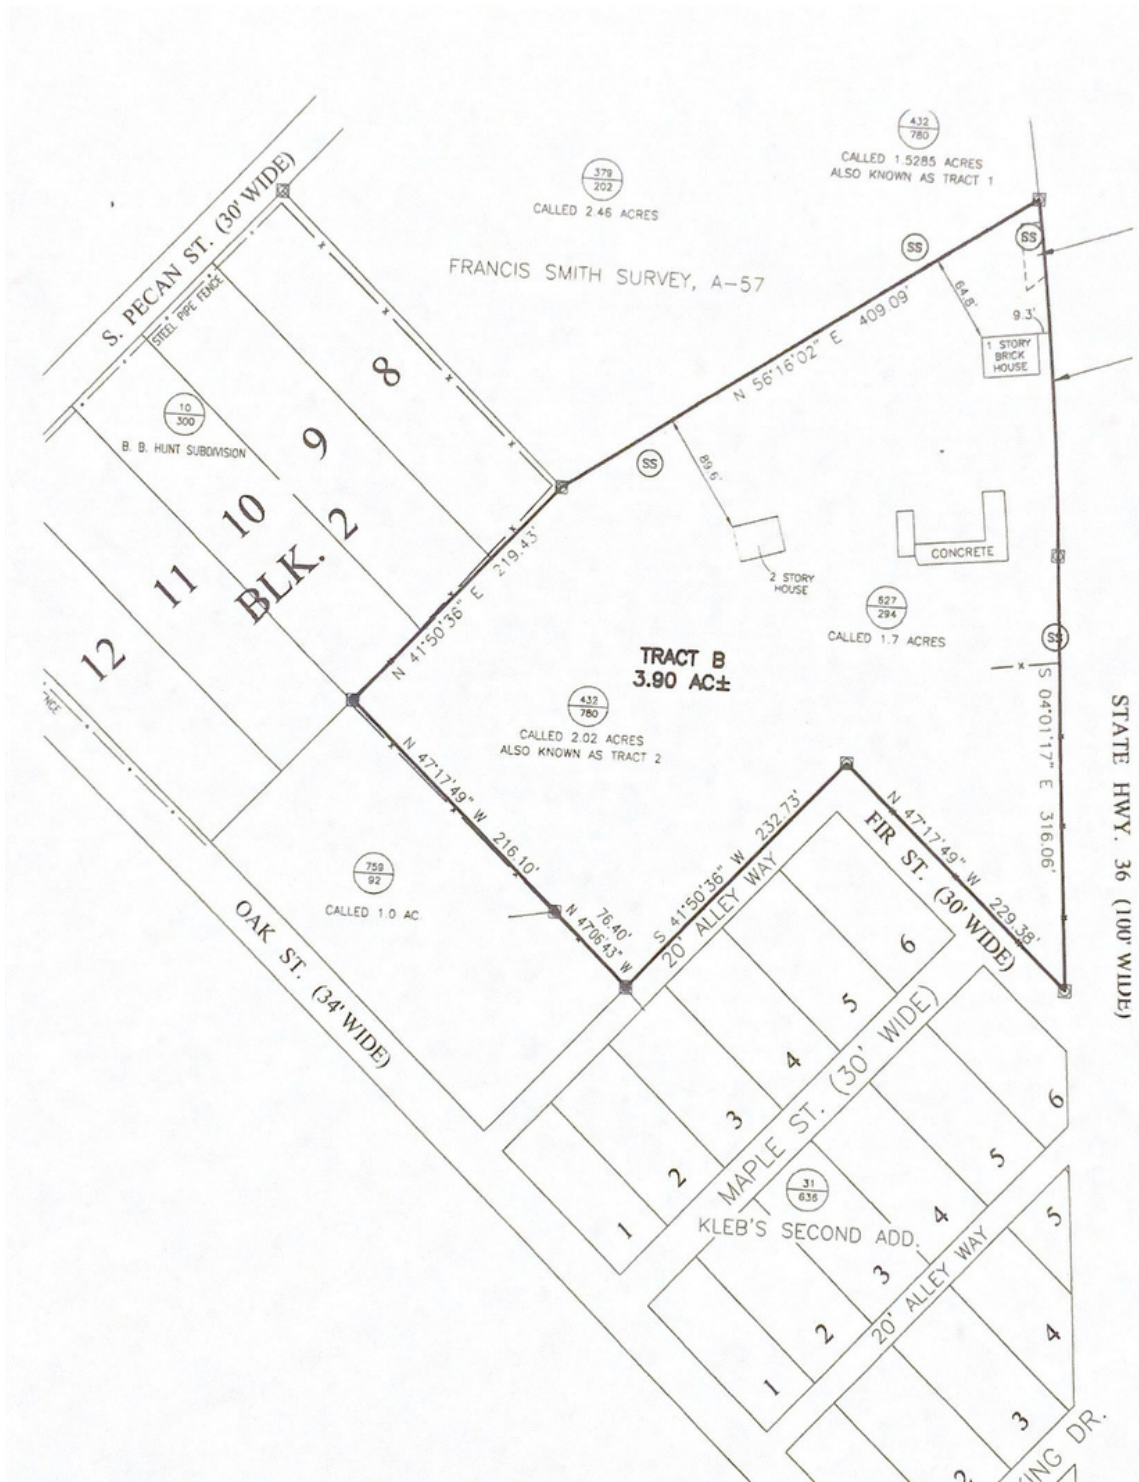 432
780
CALLED 1.5285 ACRES
ALSO KNOWN AS TRACT 1
379
202
CALLED 2.46 ACRES
FRANCIS SMITH SURVEY, A-57
S. PECAN ST. (30' WIDE)
STEEL PIPE FENCE
SS
SS
64.8'
9.3'
1 STORY
BRICK
HOUSE
N 56°16'02" E 409.09'
8
10
300
B. B. HUNT SUBDIVISION
9
10
11
12
BLK. 2
SS
89.6'
2 STORY
HOUSE
CONCRETE
627
294
CALLED 1.7 ACRES
N 41°50'36" E 219.43'
TRACT B
3.90 AC±
SS
432
780
CALLED 2.02 ACRES
ALSO KNOWN AS TRACT 2
S 04°01'17" E 316.06'
STATE HWY. 36 (100' WIDE)
N 47°17'49" W 216.10'
N 47°17'49" W 229.38'
FIR ST. (30' WIDE)
S 41°50'36" W 232.73'
20' ALLEY WAY
759
92
CALLED 1.0 AC.
76.40'
N 47°06'43" W
OAK ST. (34' WIDE)
6
5
4
3
2
1
MAPLE ST. (30' WIDE)
31
636
KLEB'S SECOND ADD.
6
5
4
3
2
1
20' ALLEY WAY
5
4
3
2
KING DR.